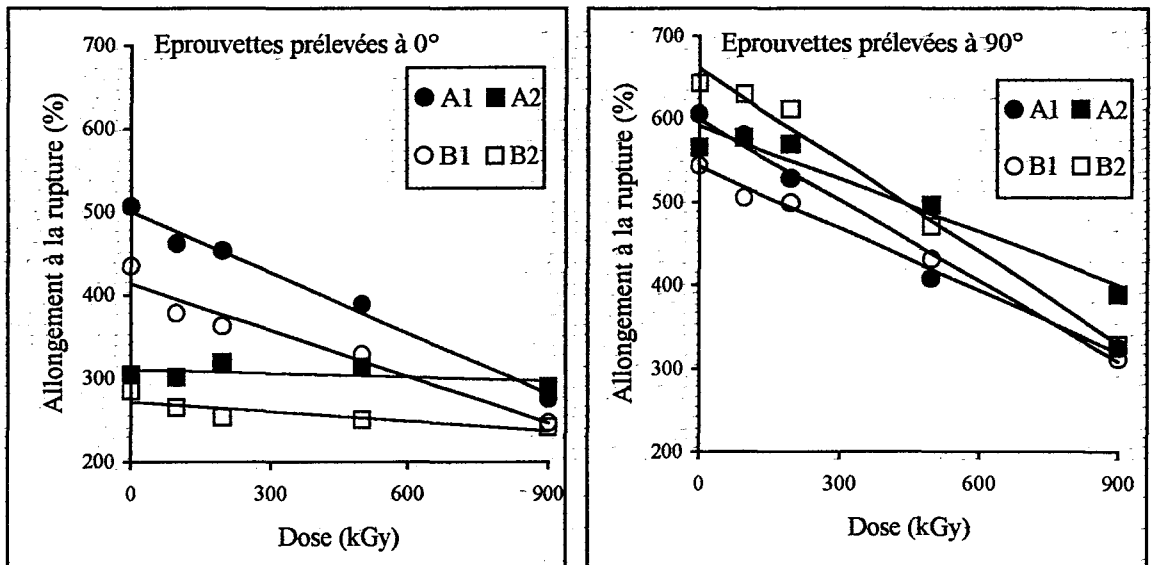 Eprouvettes prélevées à 0°
A1 A2
B1 B2
Allongement à la rupture (%)
700
600
500
400
300
200
0 300 600 900
Dose (kGy)
Eprouvettes prélevées à 90°
A1 A2
B1 B2
Allongement à la rupture (%)
700
600
500
400
300
200
0 300 600 900
Dose (kGy)